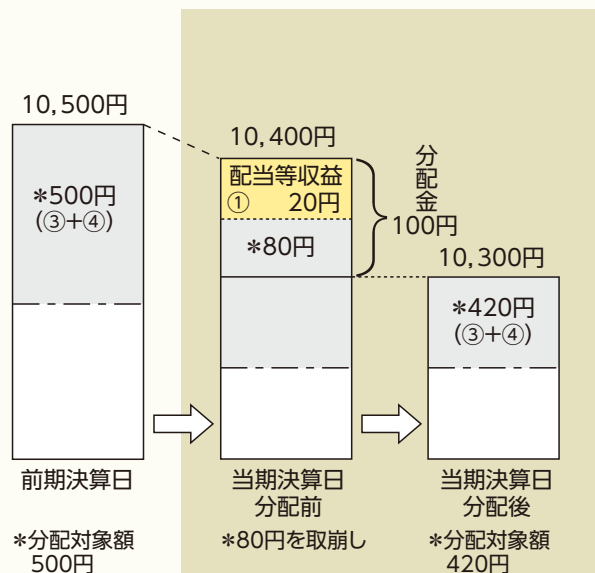 10,500円
*500円
(③+④)
前期決算日
*分配対象額
500円
10,400円
配当等収益
① 20円
*80円
分配金
100円
当期決算日
分配前
*80円を取崩し
10,300円
*420円
(③+④)
当期決算日
分配後
*分配対象額
420円